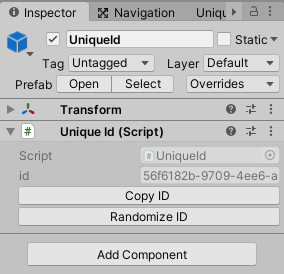 Inspector Animation Uniqu
UniqueId Static
Tag Untagged Layer Default
Prefab Open Select Overrides
Transform
# Unique Id (Script)
Script # UniqueId
id 56f6182b-9709-4ee6-a
Copy ID
Randomize ID
Add Component